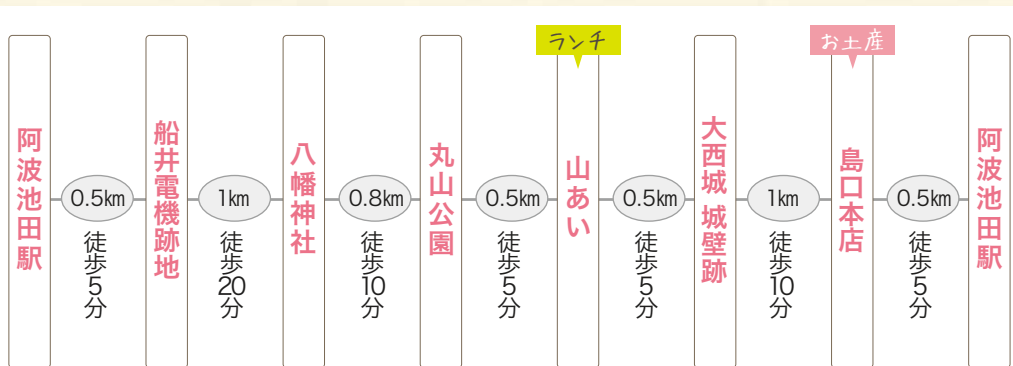 阿波池田駅
0.5km
徒歩5分
船井電機跡地
1km
徒歩20分
八幡神社
0.8km
徒歩10分
丸山公園
0.5km
徒歩5分
ランチ
山あい
0.5km
徒歩5分
大西城 城壁跡
1km
徒歩10分
お土産
島口本店
0.5km
徒歩5分
阿波池田駅